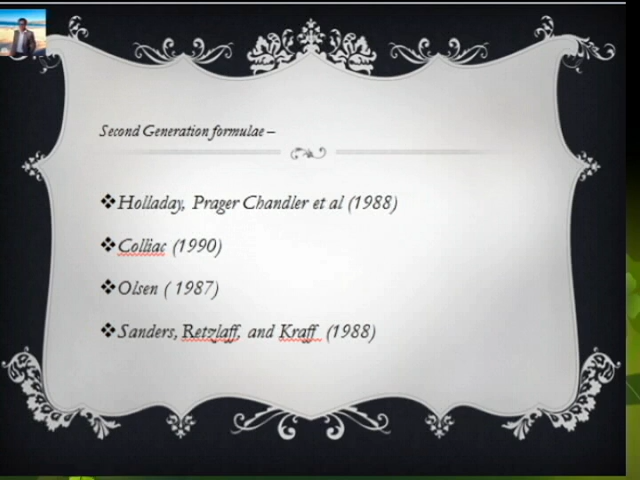 Second Generation formulae –
❖Holladay, Prager Chandler et al (1988)
❖Colliac (1990)
❖Olsen ( 1987)
❖Sanders, Retzlaff, and Kraff (1988)